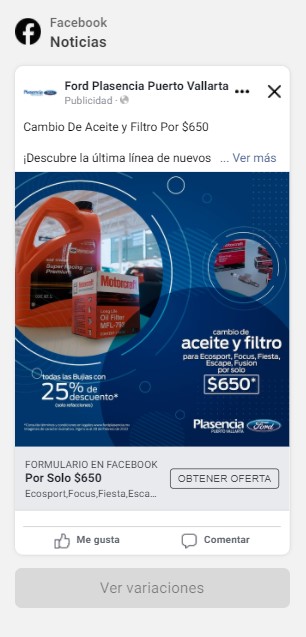 Facebook
Noticias
Ford Plasencia Puerto Vallarta
Publicidad ·
Cambio De Aceite y Filtro Por $650
¡Descubre la última línea de nuevos ... Ver más
Super Racing
Premium
Motorcraft
Oil Filter
cambio de
aceite y filtro
para Ecosport, Focus, Fiesta,
Escape, Fusion
por solo
$650*
todas las Bujías con
25% de
descuento*
(solo refacciones)
Plasencia Ford
PUERTO VALLARTA
FORMULARIO EN FACEBOOK
Por Solo $650
Ecosport,Focus,Fiesta,Esca...
OBTENER OFERTA
Me gusta
Comentar
Ver variaciones